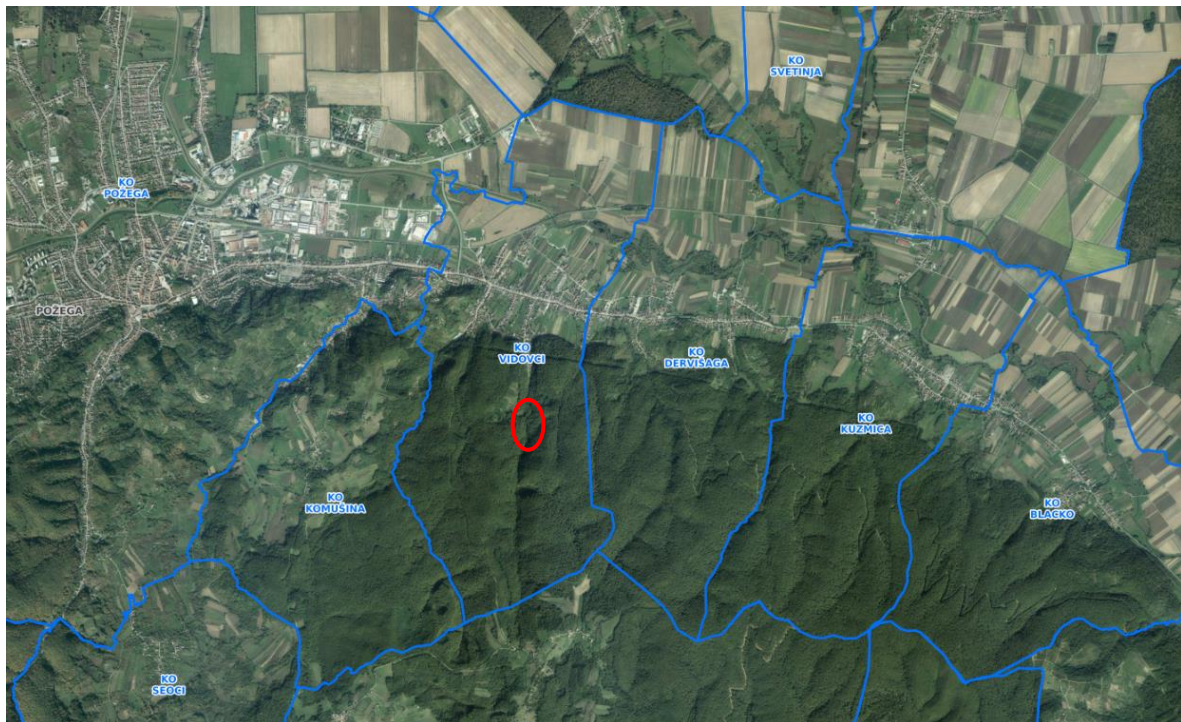 KO
SVETINJA
KO
POŽEGA
POŽEGA
KO
VIDOVCI
KO
DERVIŠAGA
KO
KUZMICA
KO
KOMUŠINA
KO
BLACKO
KO
SEOCI